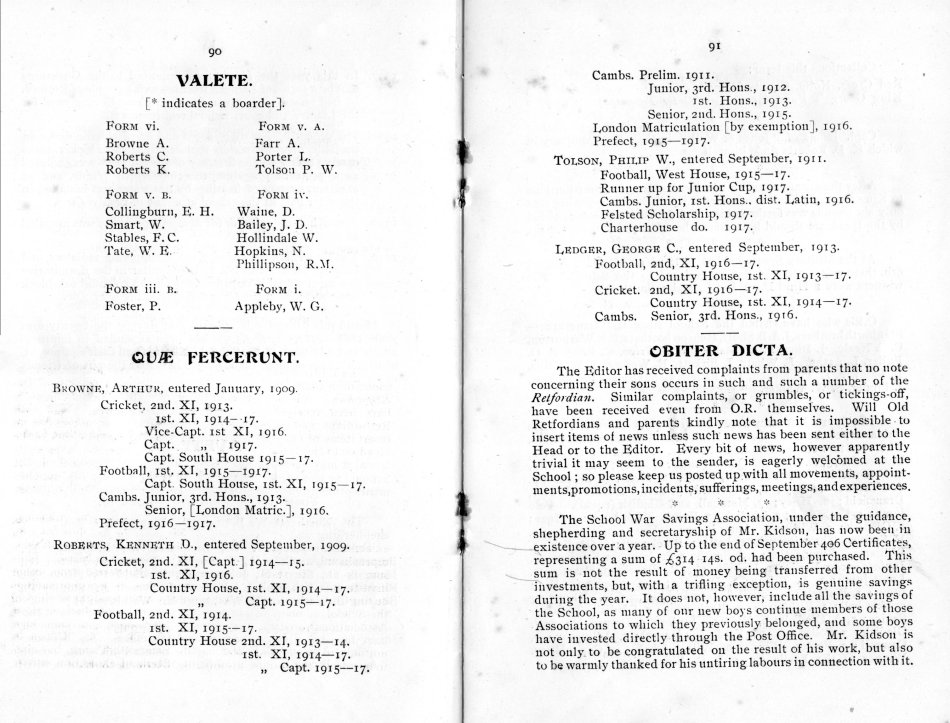 90
VALETE.
[* indicates a boarder].
FORM vi. FORM v. A.
Browne A. Farr A.
Roberts C. Porter L.
Roberts K. Tolson P. W.
FORM v. B. FORM iv.
Collingburn, E. H. Waine, D.
Smart, W. Bailey, J. D.
Stables, F. C. Hollindale W.
Tate, W. E. Hopkins, N.
Phillipson, R.M.
FORM iii. B. FORM i.
Foster, P. Appleby, W. G.
QUÆ FERCERUNT.
BROWNE, ARTHUR, entered January, 1909.
Cricket, 2nd. XI, 1913.
1st. XI, 1914—17.
Vice-Capt. 1st XI, 1916.
Capt. „ 1917.
Capt. South House 1915—17.
Football, 1st. XI, 1915—1917.
Capt. South House, 1st. XI, 1915—17.
Cambs. Junior, 3rd. Hons., 1913.
Senior, [London Matric.], 1916.
Prefect, 1916—1917.
ROBERTS, KENNETH D., entered September, 1909.
Cricket, 2nd. XI, [Capt.] 1914—15.
1st. XI, 1916.
Country House, 1st. XI, 1914—17.
„ Capt. 1915—17.
Football, 2nd. XI, 1914.
1st. XI, 1915—17.
Country House 2nd. XI, 1913—14.
1st. XI, 1914—17.
„ Capt. 1915—17.
91
Cambs. Prelim. 1911.
Junior, 3rd. Hons., 1912.
1st. Hons., 1913.
Senior, 2nd. Hons., 1915.
London Matriculation [by exemption], 1916.
Prefect, 1915—1917.
TOLSON, PHILIP W., entered September, 1911.
Football, West House, 1915—17.
Runner up for Junior Cup, 1917.
Cambs. Junior, 1st. Hons.. dist. Latin, 1916.
Felsted Scholarship, 1917.
Charterhouse do. 1917.
LEDGER, GEORGE C., entered September, 1913.
Football, 2nd, XI, 1916—17.
Country House, 1st. XI, 1913—17.
Cricket. 2nd, XI, 1916—17.
Country House, 1st. XI, 1914—17.
Cambs. Senior, 3rd. Hons., 1916.
OBITER DICTA.
The Editor has received complaints from parents that no note
concerning their sons occurs in such and such a number of the
Retfordian. Similar complaints, or grumbles, or tickings-off,
have been received even from O.R. themselves. Will Old
Retfordians and parents kindly note that it is impossible to
insert items of news unless such news has been sent either to the
Head or to the Editor. Every bit of news, however apparently
trivial it may seem to the sender, is eagerly welcomed at the
School ; so please keep us posted up with all movements, appoint-
ments, promotions, incidents, sufferings, meetings, and experiences.
* * *
The School War Savings Association, under the guidance,
shepherding and secretaryship of Mr. Kidson, has now been in
existence over a year. Up to the end of September 406 Certificates,
representing a sum of £314 14s. 0d. had been purchased. This
sum is not the result of money being transferred from other
investments, but, with a trifling exception, is genuine savings
during the year. It does not, however, include all the savings of
the School, as many of our new boys continue members of those
Associations to which they previously belonged, and some boys
have invested directly through the Post Office. Mr. Kidson is
not only to be congratulated on the result of his work, but also
to be warmly thanked for his untiring labours in connection with it.